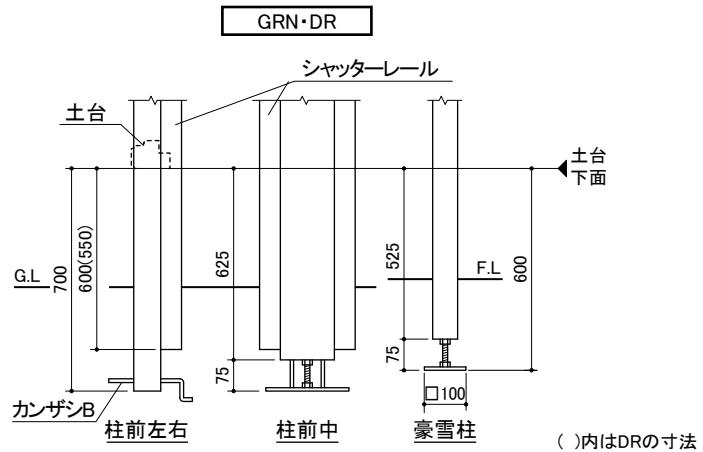 GRN・DR
シャッターレール
土台
土台
下面
G.L
700
600(550)
625
525
F.L
600
75
75
□100
カンザシB
柱前左右
柱前中
豪雪柱
( )内はDRの寸法